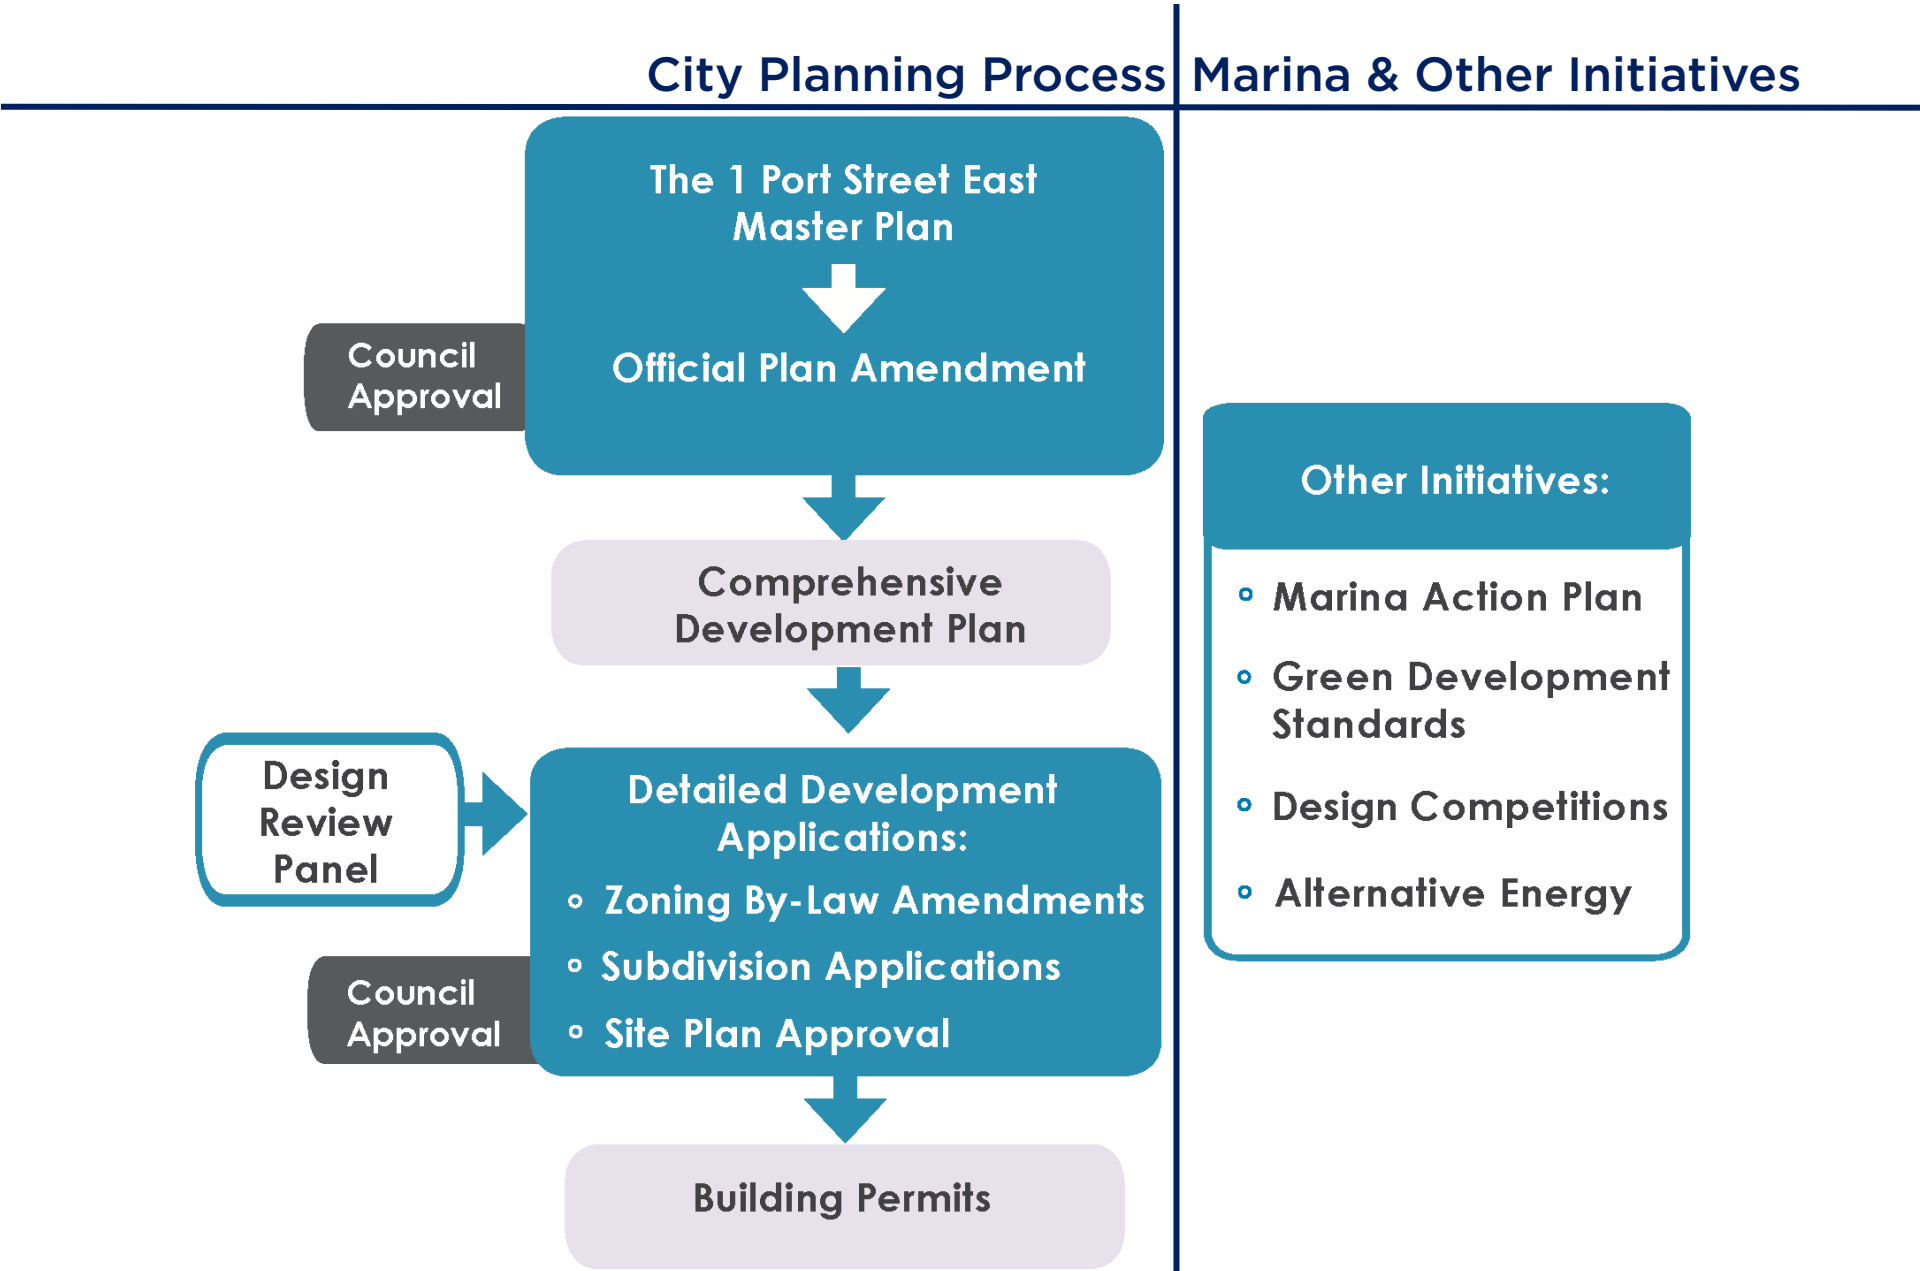 City Planning Process
Marina & Other Initiatives
The 1 Port Street East
Master Plan
Council
Approval
Official Plan Amendment
Comprehensive
Development Plan
Design
Review
Panel
Detailed Development
Applications:
Zoning By-Law Amendments
Subdivision Applications
Site Plan Approval
Council
Approval
Building Permits
Other Initiatives:
Marina Action Plan
Green Development
Standards
Design Competitions
Alternative Energy